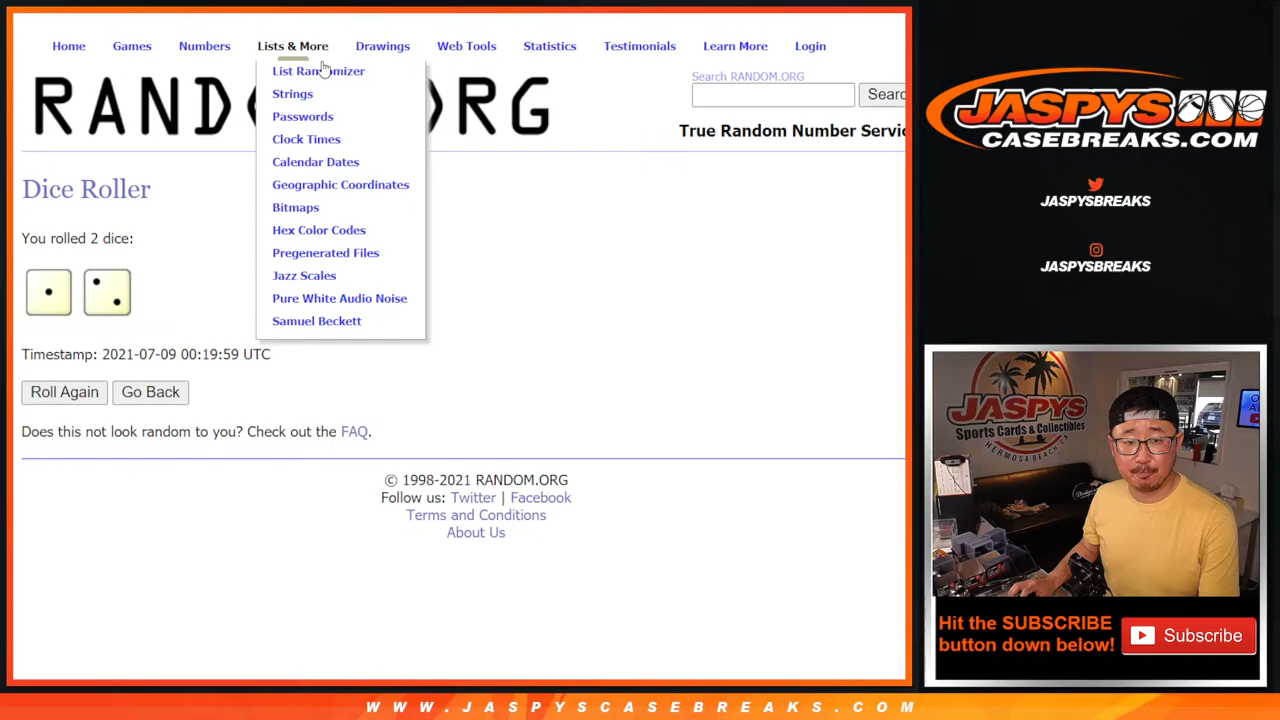 Home Games Numbers Lists & More Drawings Web Tools Statistics Testimonials Learn More Login
List Randomizer
Strings
Passwords
Clock Times
Calendar Dates
Geographic Coordinates
Bitmaps
Hex Color Codes
Pregenerated Files
Jazz Scales
Pure White Audio Noise
Samuel Beckett
RAND ORG
Search RANDOM.ORG
Searc
True Random Number Servic
Dice Roller
You rolled 2 dice:
Timestamp: 2021-07-09 00:19:59 UTC
Roll Again Go Back
Does this not look random to you? Check out the FAQ.
© 1998-2021 RANDOM.ORG
Follow us: Twitter | Facebook
Terms and Conditions
About Us
JASPYS
CASEBREAKS.COM
JASPYSBREAKS
JASPYSBREAKS
JASPYS
Sports Cards & Collectibles
HERMOSA BEACH, CA
Hit the SUBSCRIBE
button down below!
Subscribe
WWW.JASPYSCASEBREAKS.COM